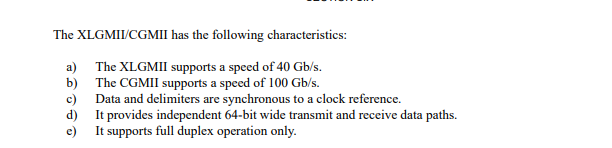 The XLGMII/CGMII has the following characteristics:
a) The XLGMII supports a speed of 40 Gb/s.
b) The CGMII supports a speed of 100 Gb/s.
c) Data and delimiters are synchronous to a clock reference.
d) It provides independent 64-bit wide transmit and receive data paths.
e) It supports full duplex operation only.